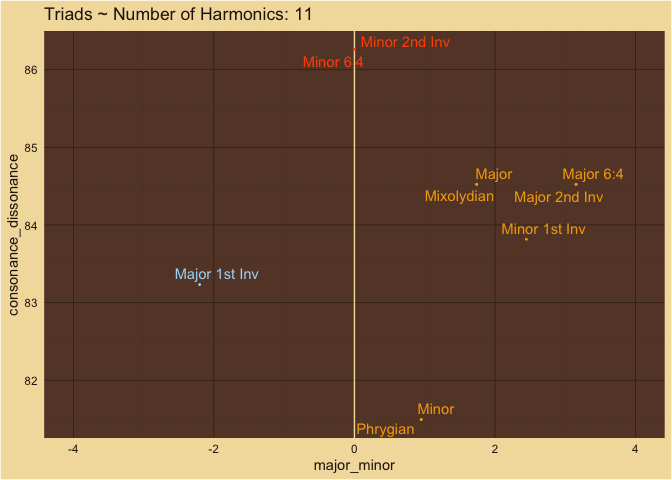 Triads ~ Number of Harmonics: 11
consonance_dissonance
86
85
84
83
82
Minor 2nd Inv
Minor 6:4
Major
Major 6:4
Mixolydian
Major 2nd Inv
Minor 1st Inv
Major 1st Inv
Minor
Phrygian
-4
-2
0
2
4
major_minor